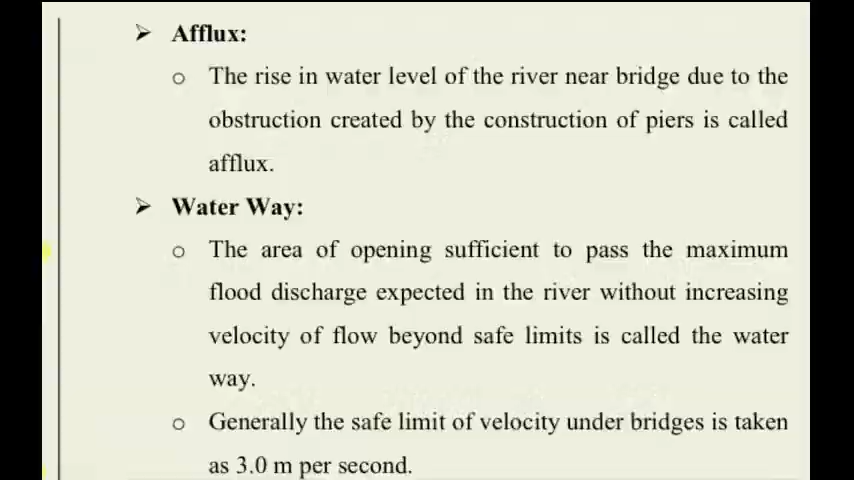 ➢ Afflux:
o The rise in water level of the river near bridge due to the
obstruction created by the construction of piers is called
afflux.
➢ Water Way:
o The area of opening sufficient to pass the maximum
flood discharge expected in the river without increasing
velocity of flow beyond safe limits is called the water
way.
o Generally the safe limit of velocity under bridges is taken
as 3.0 m per second.